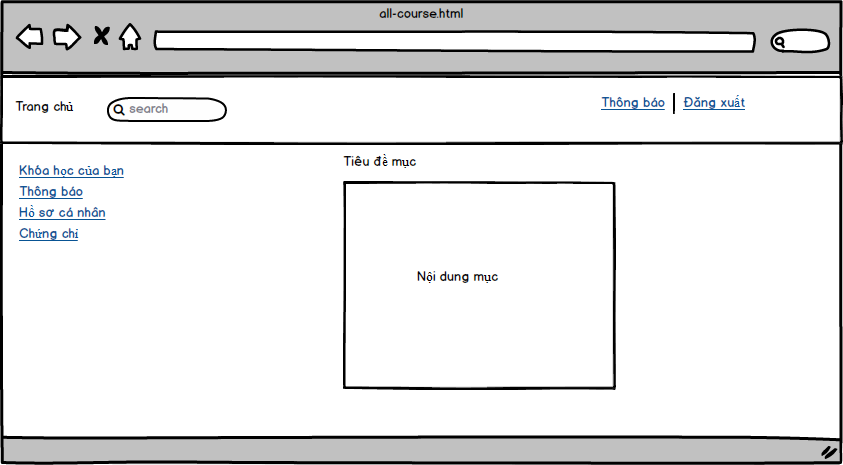 all-course.html
Trang chủ
search
Thông báo
Đăng xuất
Khóa học của bạn
Thông báo
Hồ sơ cá nhân
Chứng chỉ
Tiêu đề mục
Nội dung mục